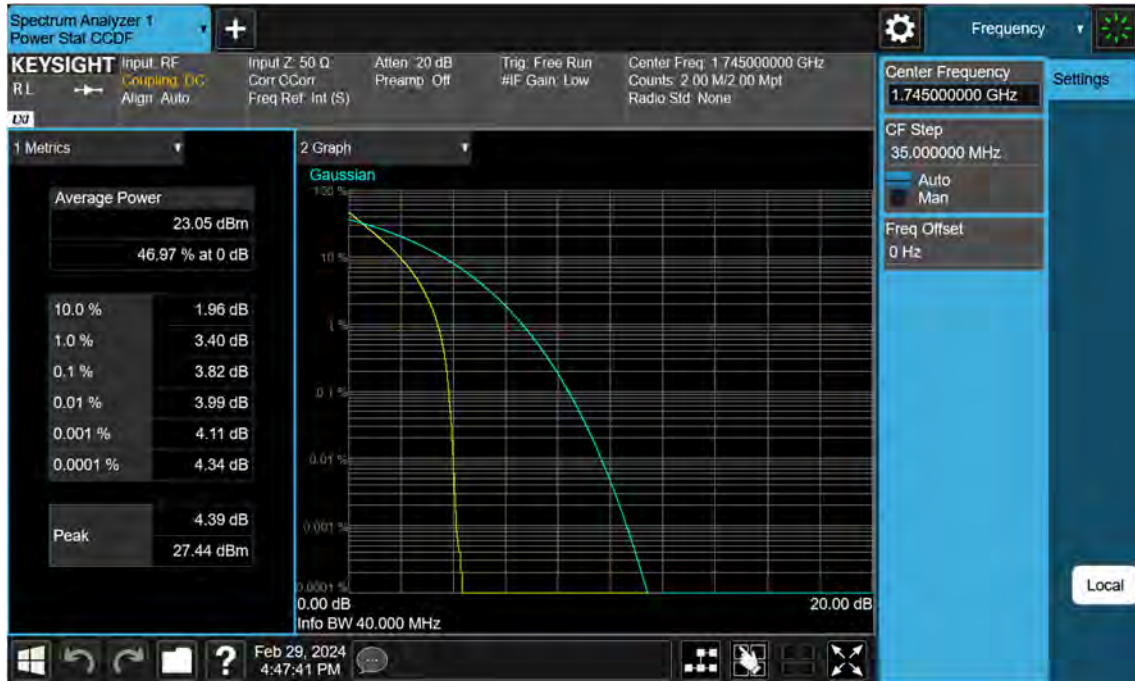 Spectrum Analyzer 1
Power Stat CCDF
+
Frequency
KEYSIGHT
RL
LXI
Input: RF
Coupling: DC
Align: Auto
Input Z: 50 Ω
Corr CCorr
Freq Ref: Int (S)
Atten: 20 dB
Preamp: Off
Trig: Free Run
#IF Gain: Low
Center Freq: 1.745000000 GHz
Counts: 2.00 M/2.00 Mpt
Radio Std: None
Center Frequency
1.745000000 GHz
Settings
CF Step
35.000000 MHz
Auto
Man
Freq Offset
0 Hz
1 Metrics
Average Power
23.05 dBm
46.97 % at 0 dB
10.0 % 1.96 dB
1.0 % 3.40 dB
0.1 % 3.82 dB
0.01 % 3.99 dB
0.001 % 4.11 dB
0.0001 % 4.34 dB
Peak
4.39 dB
27.44 dBm
2 Graph
Gaussian
100 %
10 %
1 %
0.1 %
0.01 %
0.001 %
0.0001 %
0.00 dB 20.00 dB
Info BW 40.000 MHz
Local
?
Feb 29, 2024
4:47:41 PM